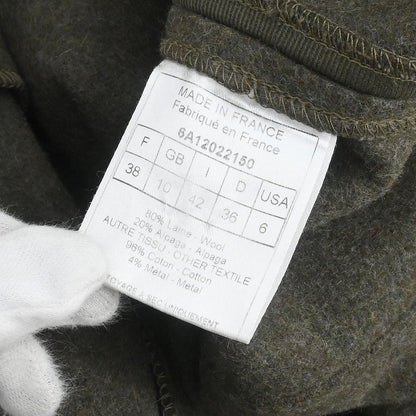 MADE IN FRANCE
Fabriqué en France
6A12022150
F GB I D USA
38 10 42 36 6
80% Laine - Wool
20% Alpaga - Alpaca
AUTRE TISSU - OTHER TEXTILE
96% Coton - Cotton
4% Métal - Metal
UNIQUEMENT